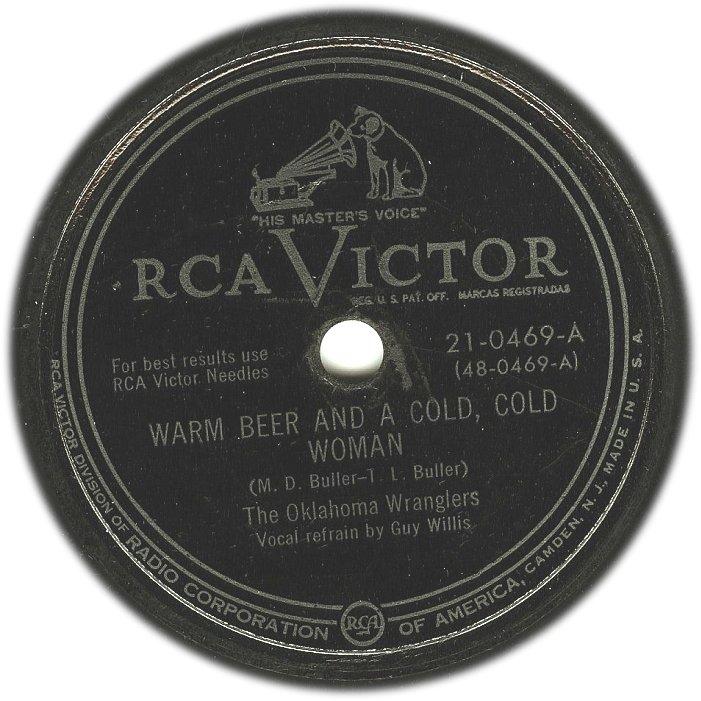 "HIS MASTER'S VOICE"
RCA VICTOR
REG. U. S. PAT. OFF. MARCAS REGISTRADAS
21-0469-A
(48-0469-A)
For best results use
RCA Victor Needles
WARM BEER AND A COLD, COLD
WOMAN
(M. D. Buller-T. L. Buller)
The Oklahoma Wranglers
Vocal refrain by Guy Willis
RCA VICTOR DIVISION OF RADIO CORPORATION OF AMERICA, CAMDEN, N. J., MADE IN U. S. A.
RCA